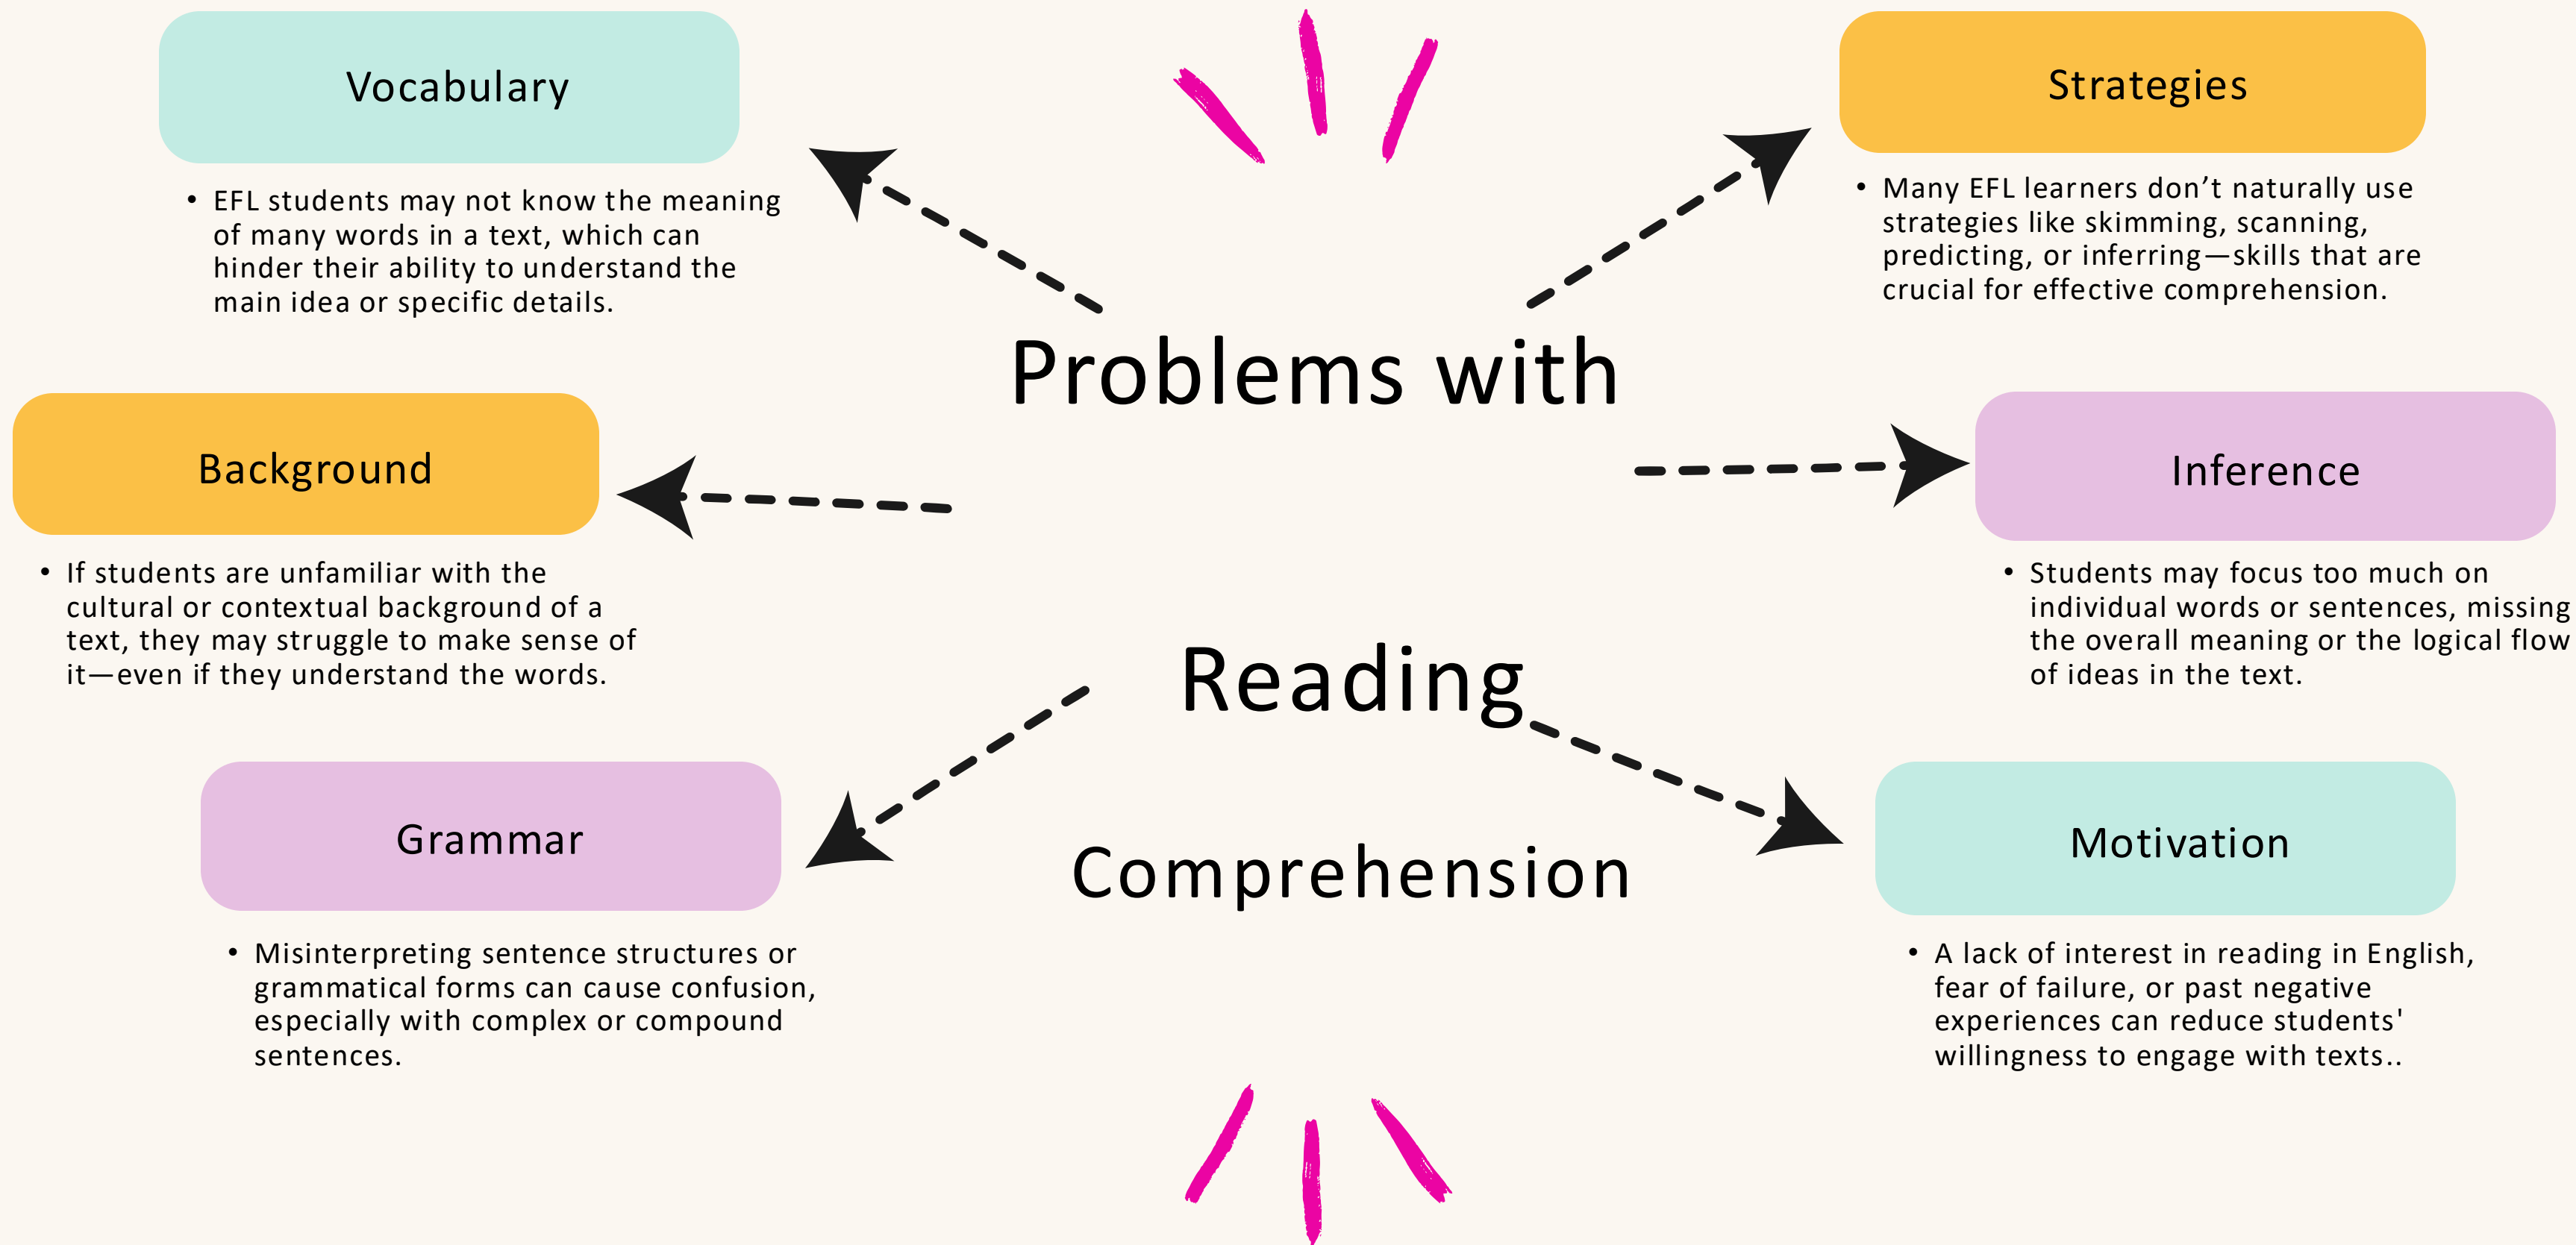 Vocabulary
• EFL students may not know the meaning
of many words in a text, which can
hinder their ability to understand the
main idea or specific details.
Background
• If students are unfamiliar with the
cultural or contextual background of a
text, they may struggle to make sense of
it—even if they understand the words.
Grammar
• Misinterpreting sentence structures or
grammatical forms can cause confusion,
especially with complex or compound
sentences.
Problems with
Reading
Comprehension
Strategies
• Many EFL learners don’t naturally use
strategies like skimming, scanning,
predicting, or inferring—skills that are
crucial for effective comprehension.
Inference
• Students may focus too much on
individual words or sentences, missing
the overall meaning or the logical flow
of ideas in the text.
Motivation
• A lack of interest in reading in English,
fear of failure, or past negative
experiences can reduce students'
willingness to engage with texts..